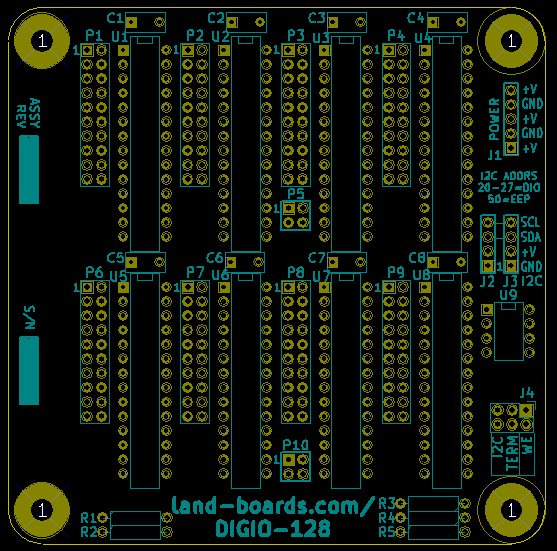 C1 C2 C3 C4
1 1
P1 U1 P2 U2 P3 U3 P4 U4
1 1 1 1
+V
GND
+V
GND
+V
POWER
J1
ASSY
REV
I2C ADDRS
20-27=DIO
50=EEP
P5
1
SCL
SDA
+V
GND
1
J2 J3 I2C
C5 C6 C7 C8
P6 U5 P7 U6 P8 U7 P9 U8
1 1 1 1
U9
S/N
J4
I2C
TERM
WE
P10
1
1 1
land-boards.com/
DIGIO-128
R1
R2
R3
R4
R5